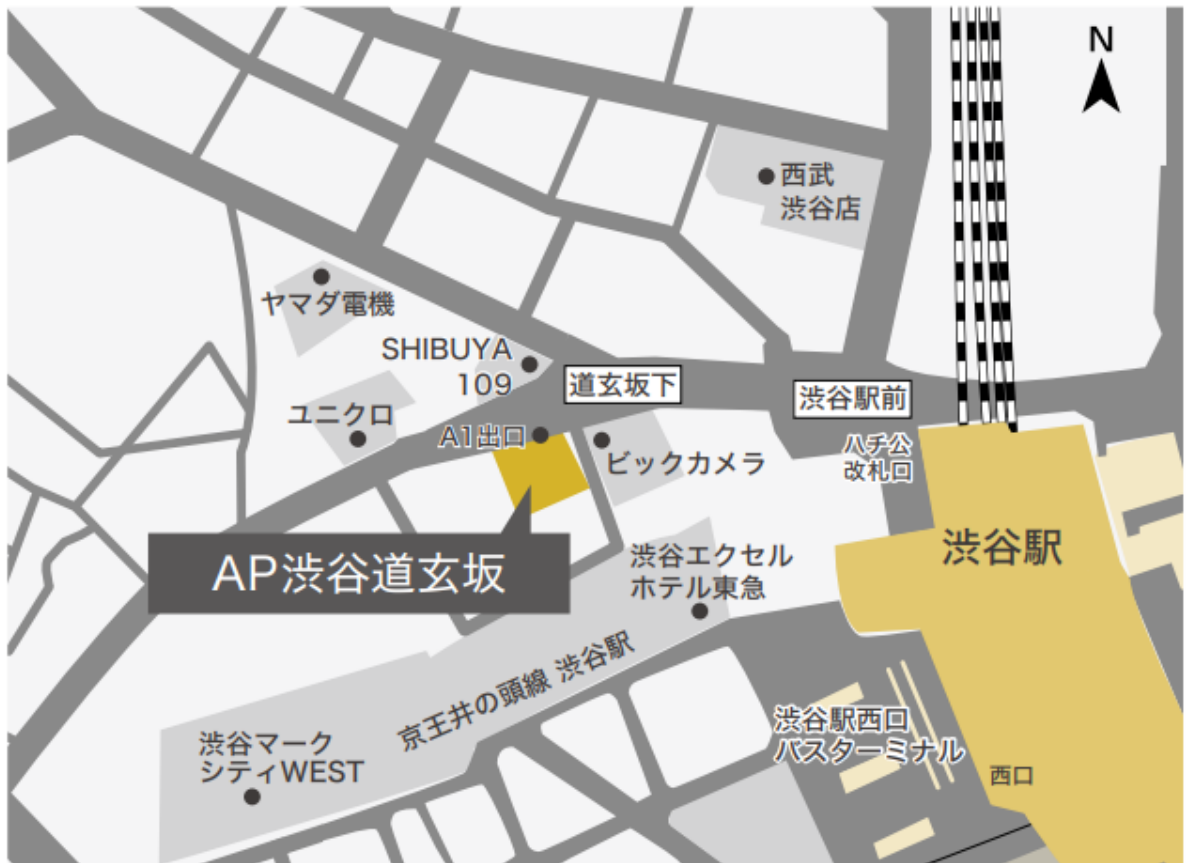 N
西武
渋谷店
ヤマダ電機
SHIBUYA
109
道玄坂下
渋谷駅前
ユニクロ
A1出口
ビックカメラ
ハチ公
改札口
渋谷駅
AP渋谷道玄坂
渋谷エクセル
ホテル東急
京王井の頭線 渋谷駅
渋谷マーク
シティWEST
渋谷駅西口
バスターミナル
西口